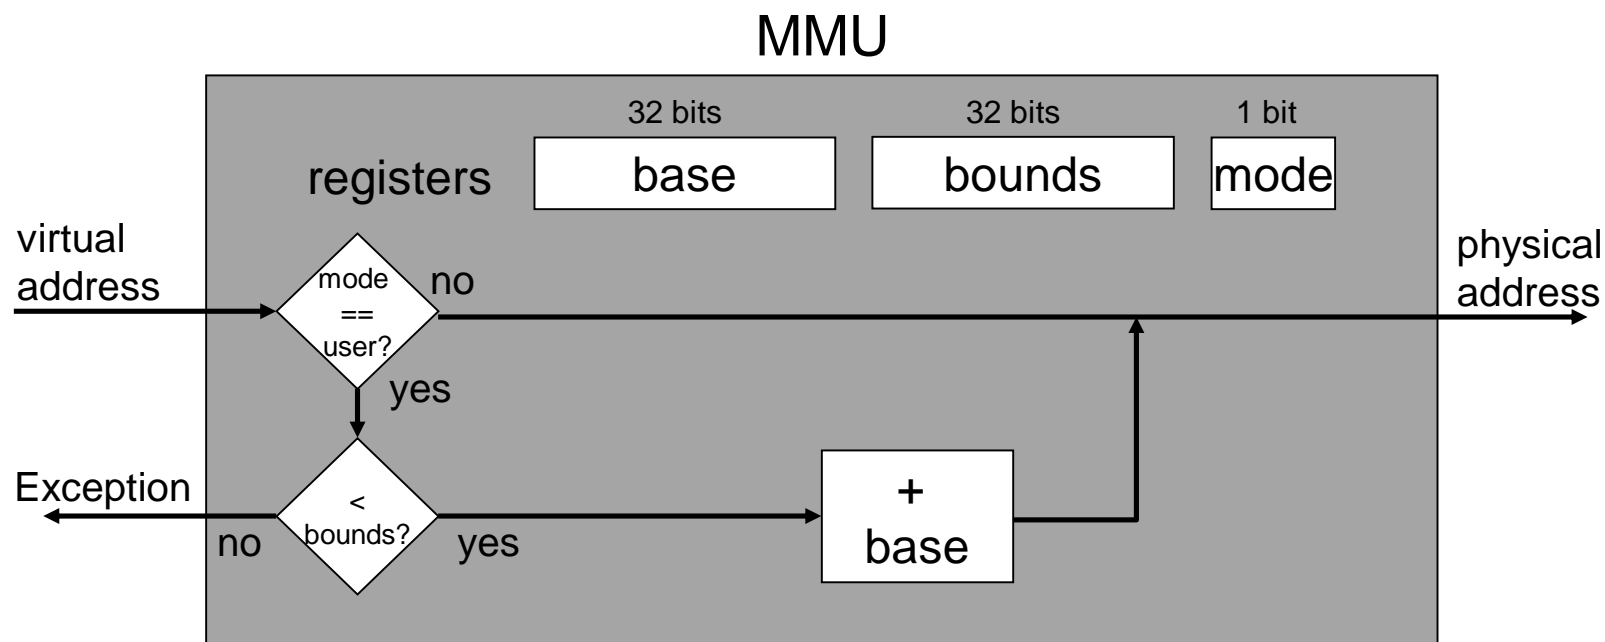 MMU
32 bits
32 bits
1 bit
registers
base
bounds
mode
virtual
address
mode
==
user?
no
physical
address
yes
Exception
<
bounds?
no
yes
+
base